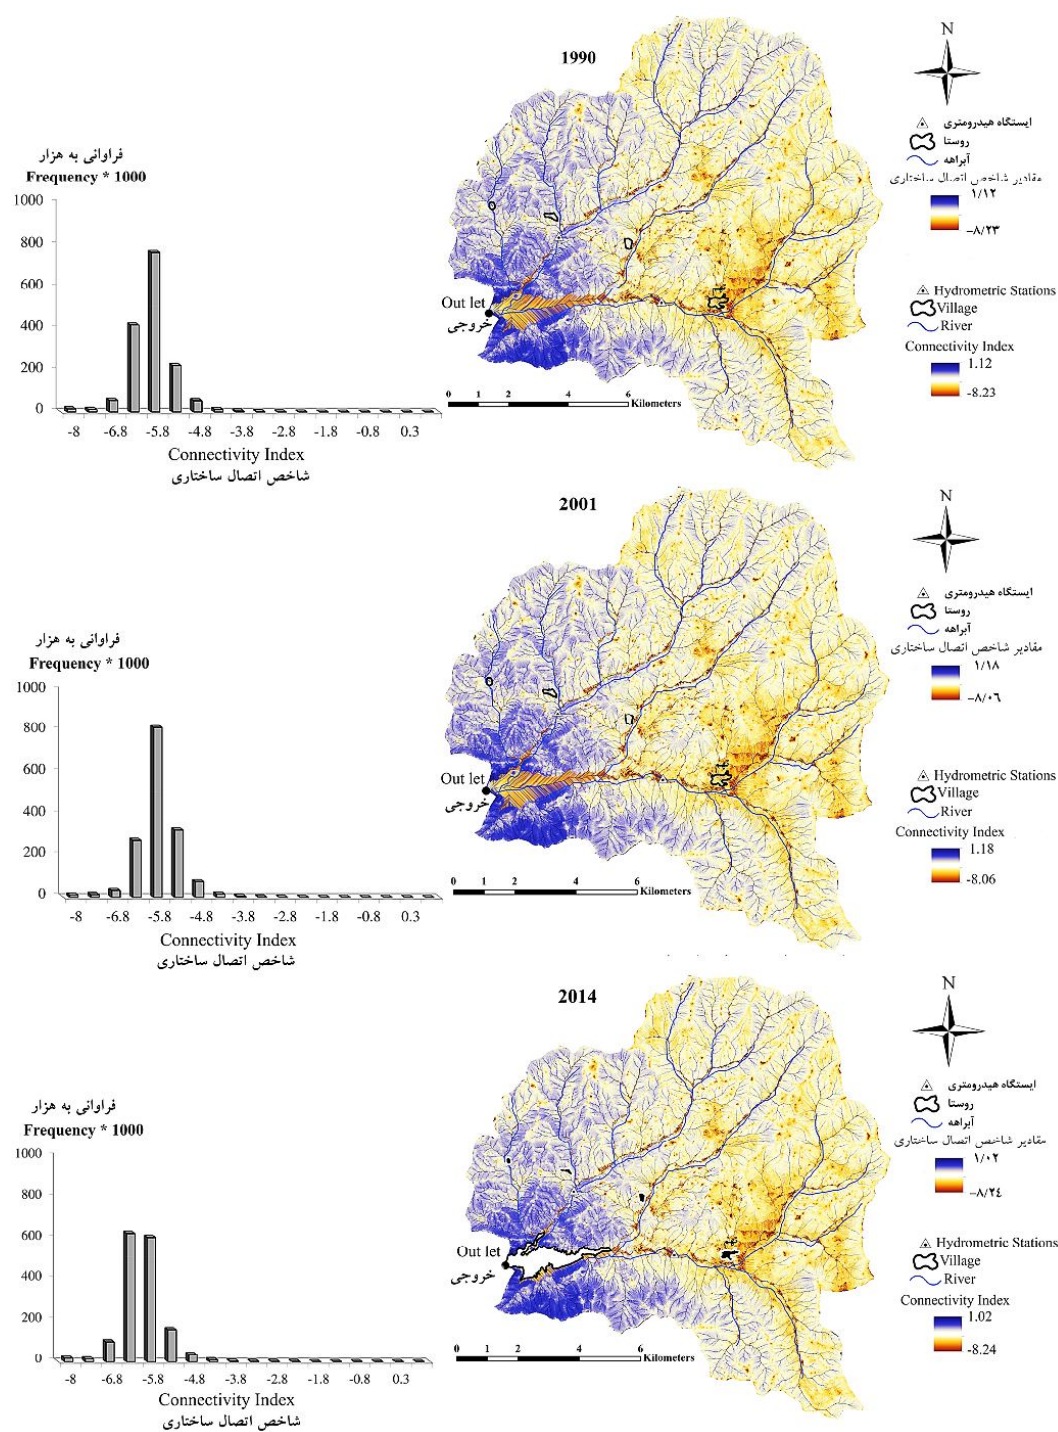 1990
N
ایستگاه هیدرومتری
روستا
آبراهه
مقادیر شاخص اتصال ساختاری
۱/۱۲
-۸/۲۳
Hydrometric Stations
Village
River
Connectivity Index
1.12
-8.23
Out let
خروجی
0 1 2 4 6
Kilometers
فراوانی به هزار
Frequency * 1000
1000
800
600
400
200
0
-8 -6.8 -5.8 -4.8 -3.8 -2.8 -1.8 -0.8 0.3
Connectivity Index
شاخص اتصال ساختاری
2001
N
ایستگاه هیدرومتری
روستا
آبراهه
مقادیر شاخص اتصال ساختاری
۱/۱۸
-۸/۰۶
Hydrometric Stations
Village
River
Connectivity Index
1.18
-8.06
Out let
خروجی
0 1 2 4 6
Kilometers
فراوانی به هزار
Frequency * 1000
1000
800
600
400
200
0
-8 -6.8 -5.8 -4.8 -3.8 -2.8 -1.8 -0.8 0.3
Connectivity Index
شاخص اتصال ساختاری
2014
N
ایستگاه هیدرومتری
روستا
آبراهه
مقادیر شاخص اتصال ساختاری
۱/۰۲
-۸/۲٤
Hydrometric Stations
Village
River
Connectivity Index
1.02
-8.24
Out let
خروجی
0 1 2 4 6
Kilometers
فراوانی به هزار
Frequency * 1000
1000
800
600
400
200
0
-8 -6.8 -5.8 -4.8 -3.8 -2.8 -1.8 -0.8 0.3
Connectivity Index
شاخص اتصال ساختاری